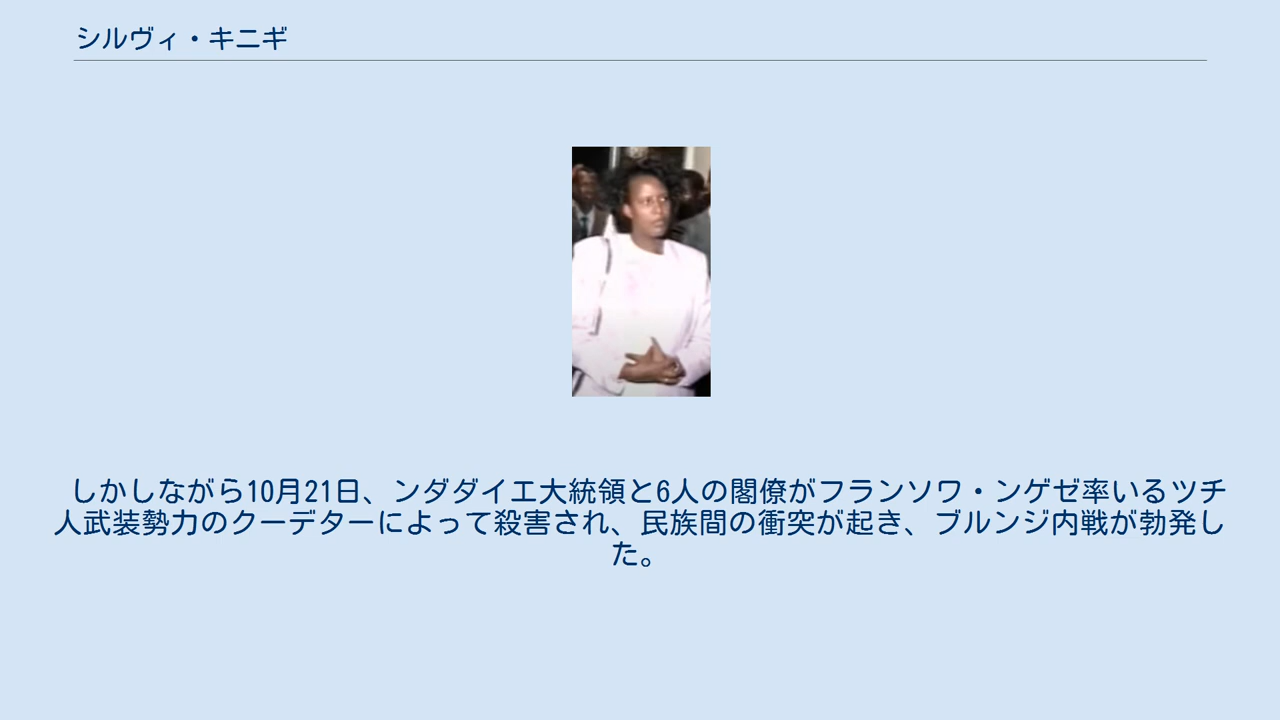 シルヴィ・キニギ
しかしながら10月21日、ンダダイエ大統領と6人の閣僚がフランソワ・ンゲゼ率いるツチ
人武装勢力のクーデターによって殺害され、民族間の衝突が起き、ブルンジ内戦が勃発し
た。